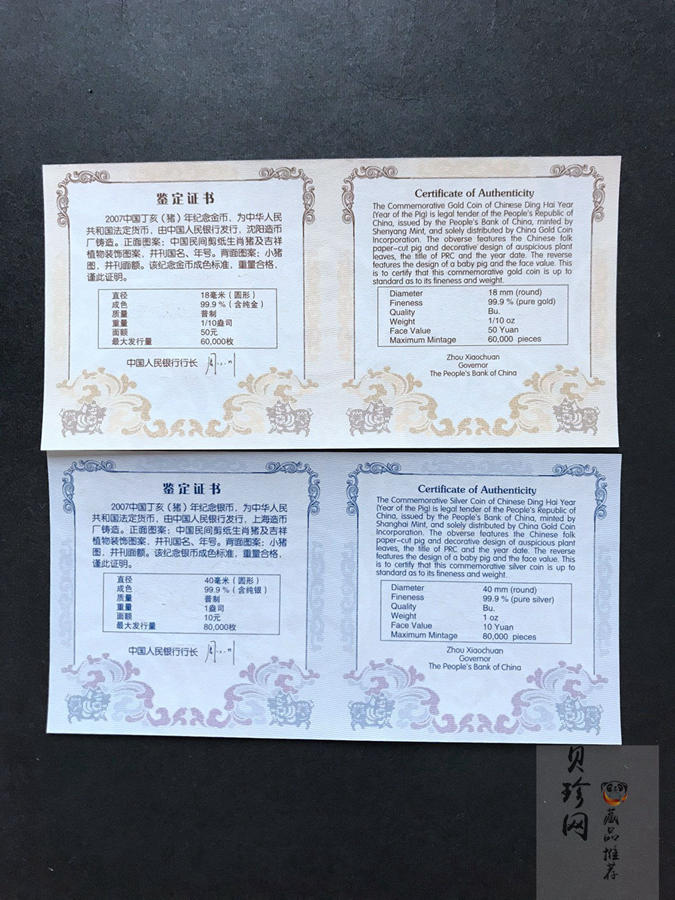 鉴定证书
2007中国丁亥（猪）年纪念金币，为中华人民
共和国法定货币，由中国人民银行发行，沈阳造币
厂铸造。正面图案：中国民间剪纸生肖猪及吉祥
植物装饰图案，并刊国名、年号。背面图案：小猪
图，并刊面额。该纪念金币成色标准，重量合格，
谨此证明。
直径 18毫米（圆形）
成色 99.9％（含纯金）
质量 普制
重量 1/10盎司
面额 50元
最大发行量 60,000枚
中国人民银行行长
Certificate of Authenticity
The Commemorative Gold Coin of Chinese Ding Hai Year
(Year of the Pig) is legal tender of the People's Republic of
China, issued by the People's Bank of China, minted by
Shenyang Mint, and solely distributed by China Gold Coin
Incorporation. The obverse features the Chinese folk
paper-cut pig and decorative design of auspicious plant
leaves, the title of PRC and the year date. The reverse
features the design of a baby pig and the face value. This
is to certify that this commemorative gold coin is up to
standard as to its fineness and weight.
Diameter 18 mm (round)
Fineness 99.9 % (pure gold)
Quality Bu.
Weight 1/10 oz
Face Value 50 Yuan
Maximum Mintage 60,000 pieces
Zhou Xiaochuan
Governor
The People's Bank of China
鉴定证书
2007中国丁亥（猪）年纪念银币，为中华人民
共和国法定货币，由中国人民银行发行，上海造币
厂铸造。正面图案：中国民间剪纸生肖猪及吉祥
植物装饰图案，并刊国名、年号。背面图案：小猪
图，并刊面额。该纪念银币成色标准，重量合格，
谨此证明。
直径 40毫米（圆形）
成色 99.9％（含纯银）
质量 普制
重量 1盎司
面额 10元
最大发行量 80,000枚
中国人民银行行长
Certificate of Authenticity
The Commemorative Silver Coin of Chinese Ding Hai Year
(Year of the Pig) is legal tender of the People's Republic of
China, issued by the People's Bank of China, minted by
Shanghai Mint, and solely distributed by China Gold Coin
Incorporation. The obverse features the Chinese folk
paper-cut pig and decorative design of auspicious plant
leaves, the title of PRC and the year date. The reverse
features the design of a baby pig and the face value. This
is to certify that this commemorative silver coin is up to
standard as to its fineness and weight.
Diameter 40 mm (round)
Fineness 99.9 % (pure silver)
Quality Bu.
Weight 1 oz
Face Value 10 Yuan
Maximum Mintage 80,000 pieces
Zhou Xiaochuan
Governor
The People's Bank of China
贝珍网
藏品推荐